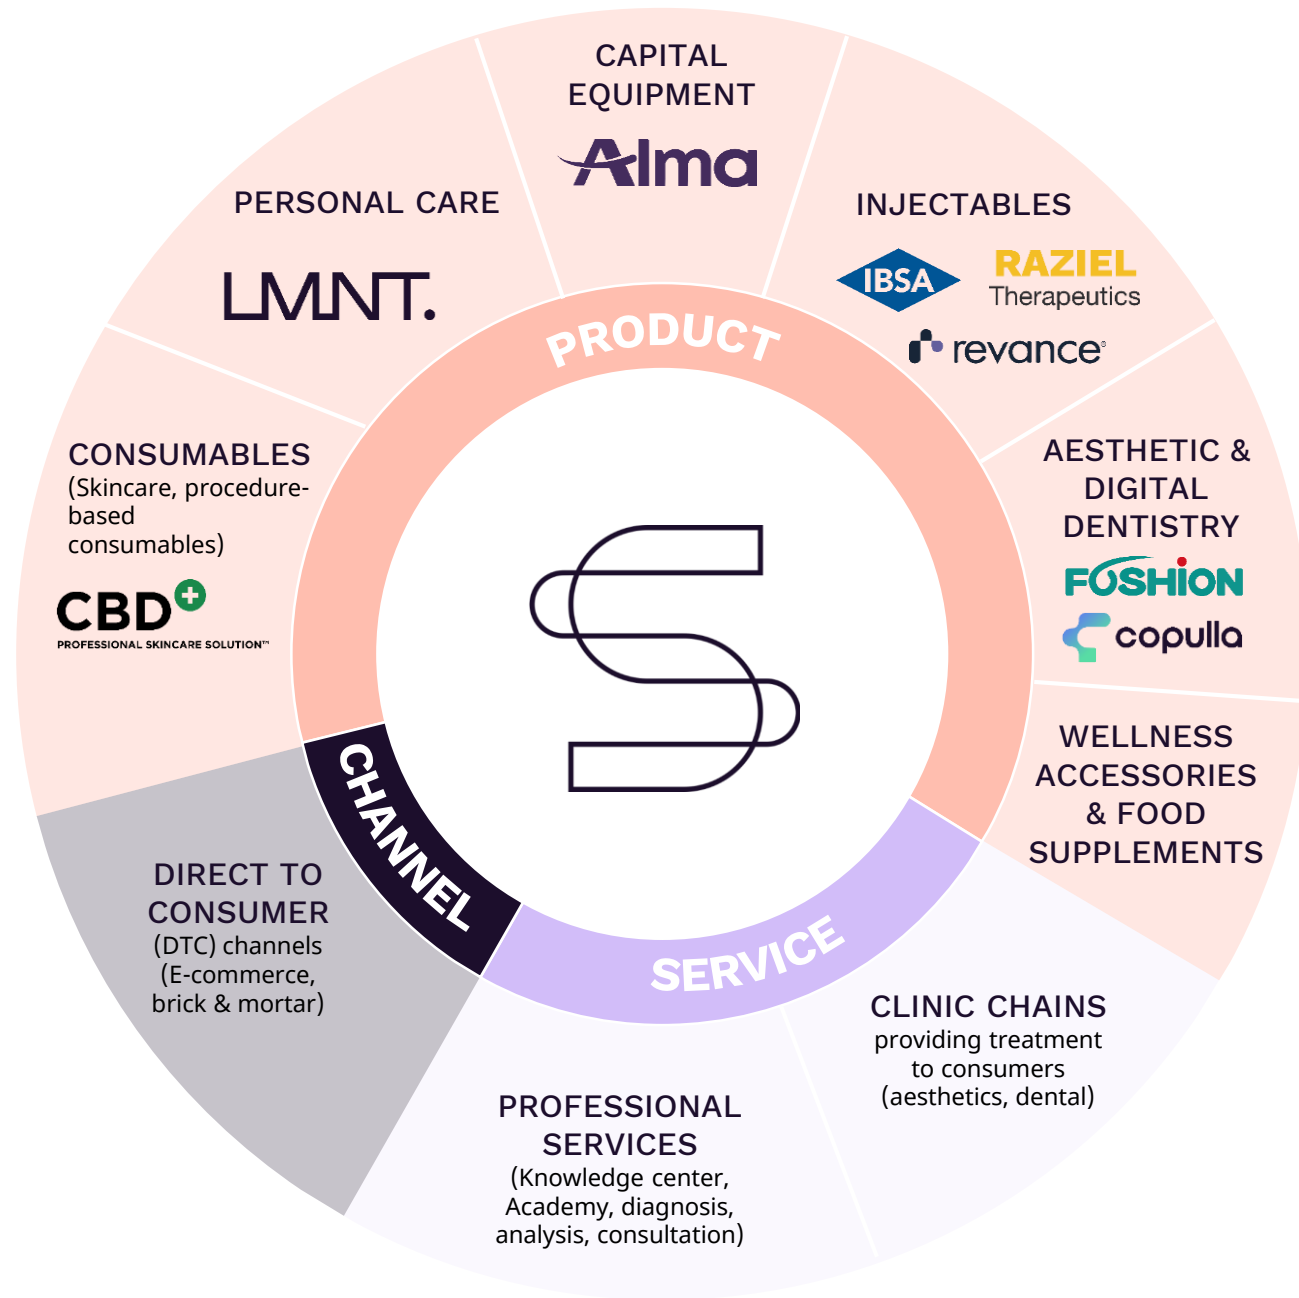 CAPITAL
EQUIPMENT
Alma
PERSONAL CARE
LMNT.
INJECTABLES
IBSA
RAZIEL
Therapeutics
revance
PRODUCT
CONSUMABLES
(Skincare, procedure-
based
consumables)
CBD+
PROFESSIONAL SKINCARE SOLUTION™
AESTHETIC &
DIGITAL
DENTISTRY
FOSHION
copulla
WELLNESS
ACCESSORIES
& FOOD
SUPPLEMENTS
CHANNEL
DIRECT TO
CONSUMER
(DTC) channels
(E-commerce,
brick & mortar)
SERVICE
CLINIC CHAINS
providing treatment
to consumers
(aesthetics, dental)
PROFESSIONAL
SERVICES
(Knowledge center,
Academy, diagnosis,
analysis, consultation)